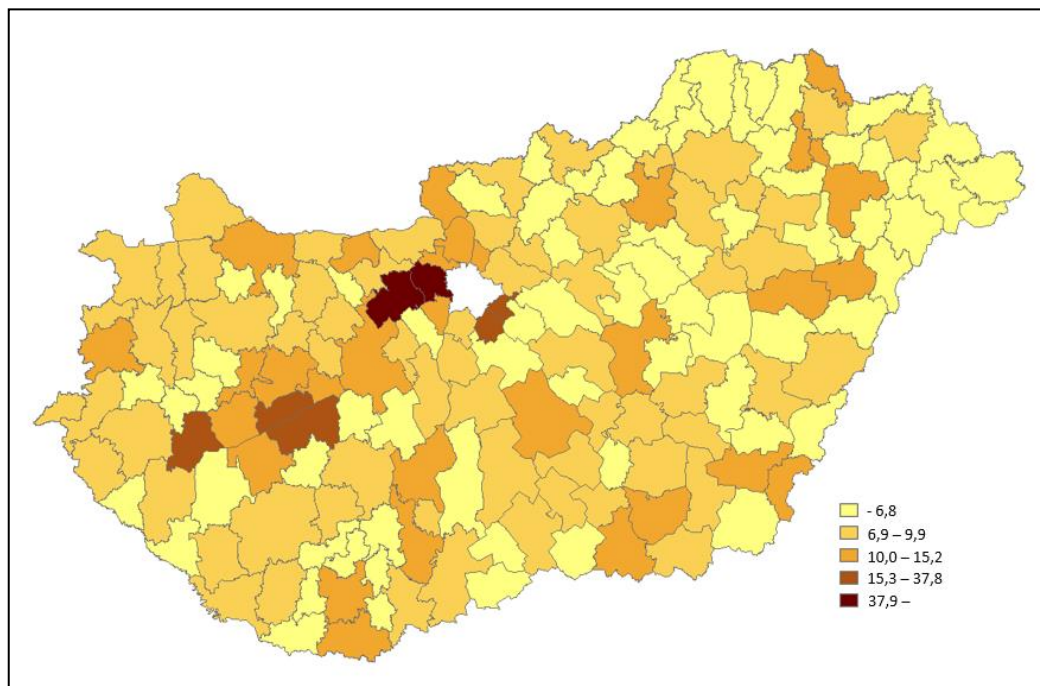 - 6,8
6,9 – 9,9
10,0 – 15,2
15,3 – 37,8
37,9 –